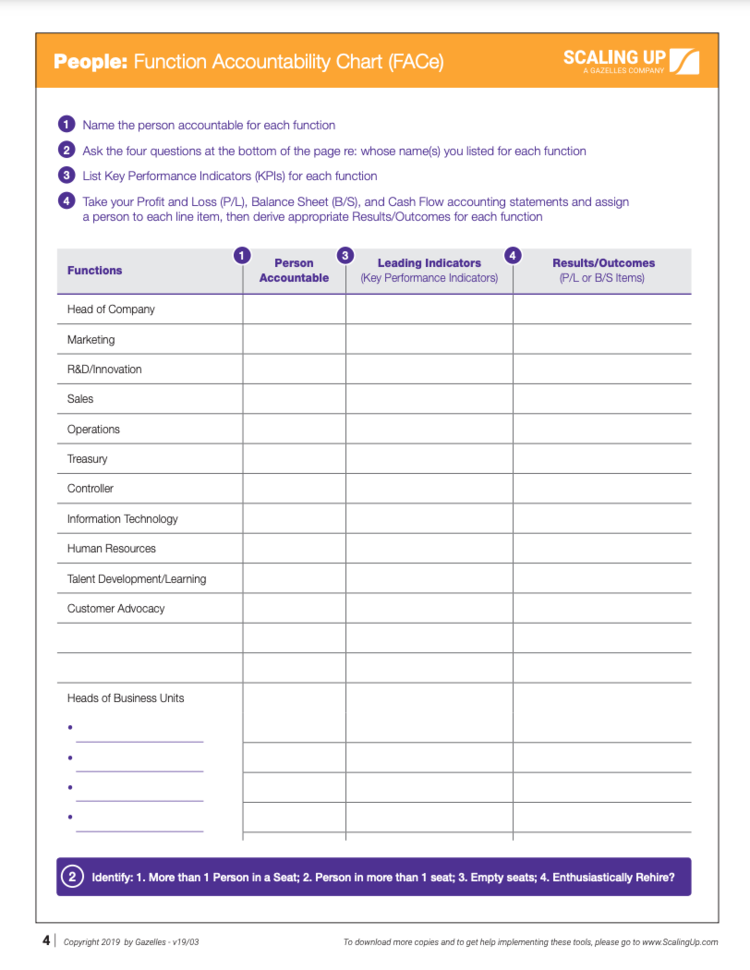 People: Function Accountability Chart (FACe)
SCALING UP
A GAZELLES COMPANY
1 Name the person accountable for each function
2 Ask the four questions at the bottom of the page re: whose name(s) you listed for each function
3 List Key Performance Indicators (KPIs) for each function
4 Take your Profit and Loss (P/L), Balance Sheet (B/S), and Cash Flow accounting statements and assign
a person to each line item, then derive appropriate Results/Outcomes for each function
Functions
1
Person
Accountable
3
Leading Indicators
(Key Performance Indicators)
4
Results/Outcomes
(P/L or B/S Items)
Head of Company
Marketing
R&D/Innovation
Sales
Operations
Treasury
Controller
Information Technology
Human Resources
Talent Development/Learning
Customer Advocacy
Heads of Business Units
•
•
•
•
2 Identify: 1. More than 1 Person in a Seat; 2. Person in more than 1 seat; 3. Empty seats; 4. Enthusiastically Rehire?
4 | Copyright 2019 by Gazelles - v19/03
To download more copies and to get help implementing these tools, please go to www.ScalingUp.com